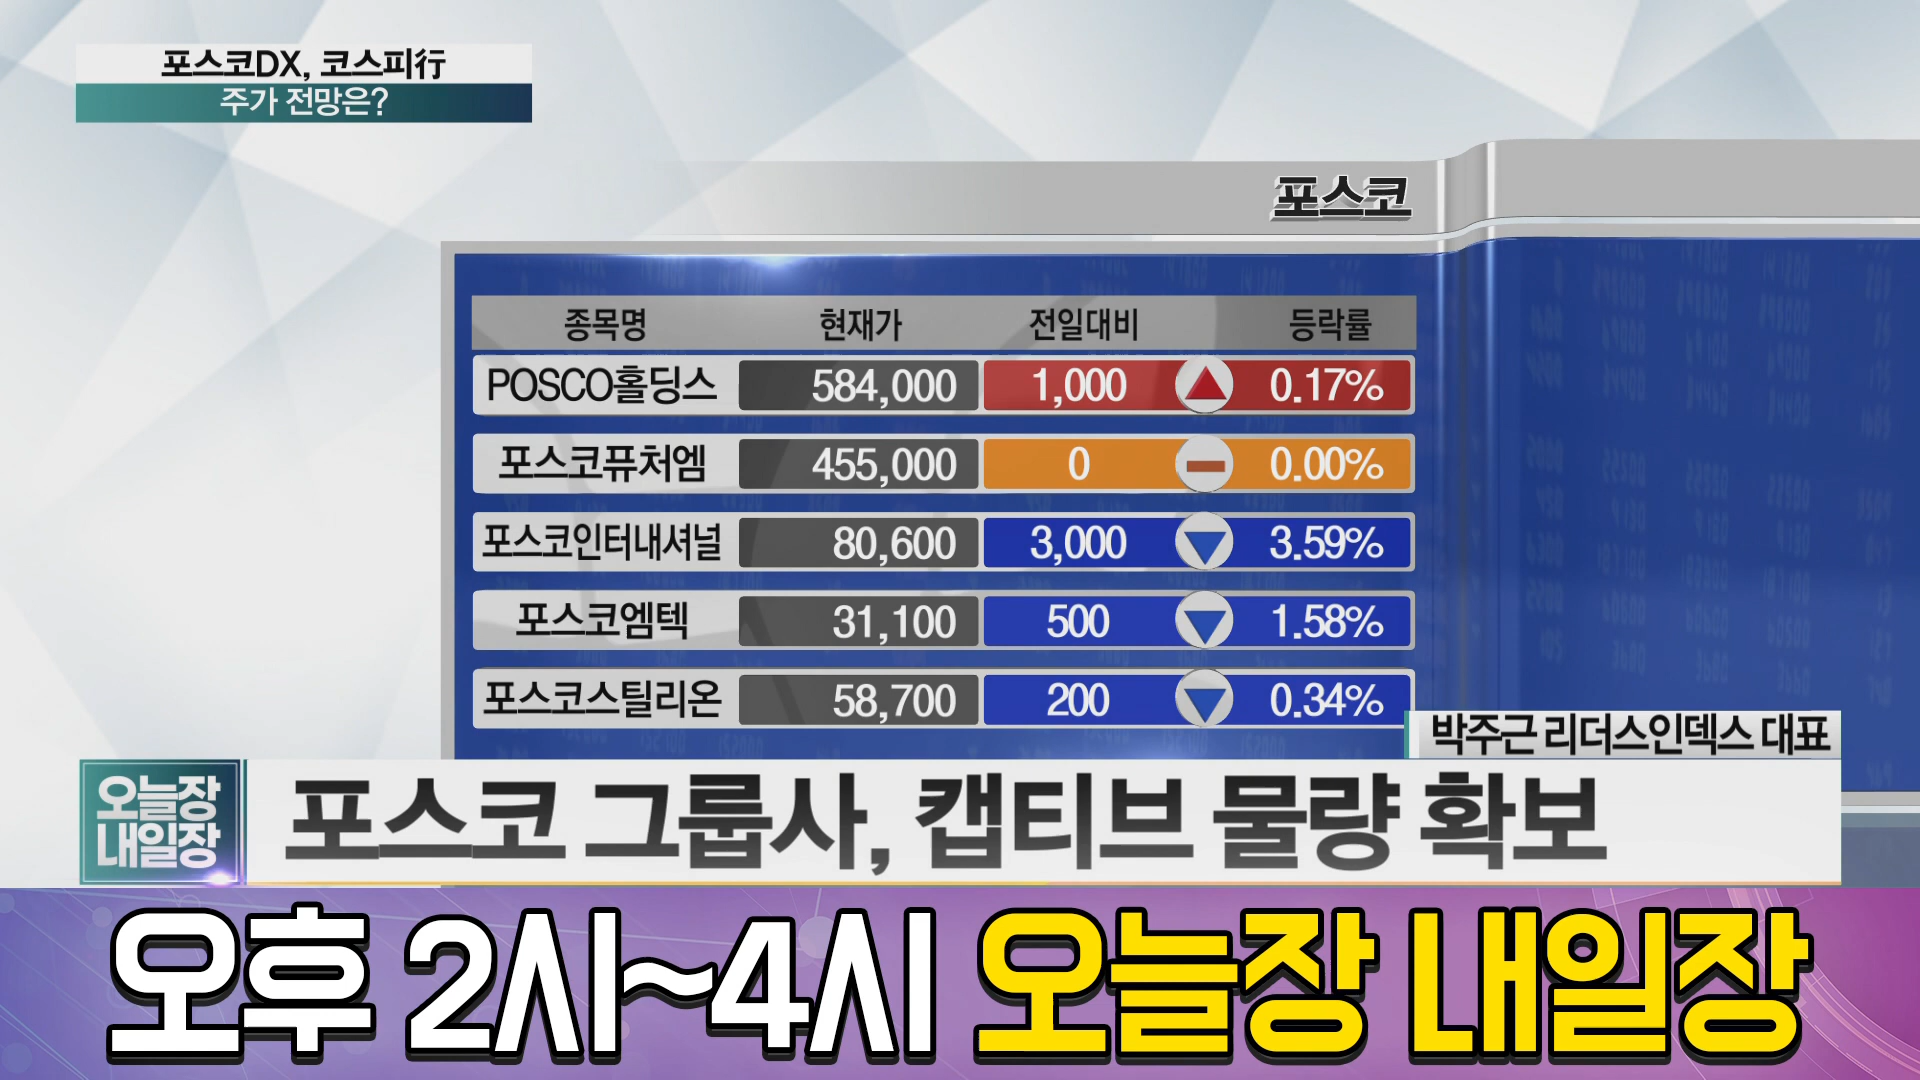 포스코DX, 코스피行
주가 전망은?
포스코
종목명 현재가 전일대비 등락률
POSCO홀딩스 584,000 1,000 ▲ 0.17%
포스코퓨처엠 455,000 0 - 0.00%
포스코인터내셔널 80,600 3,000 ▼ 3.59%
포스코엠텍 31,100 500 ▼ 1.58%
포스코스틸리온 58,700 200 ▼ 0.34%
박주근 리더스인덱스 대표
오늘장
내일장
포스코 그룹사, 캡티브 물량 확보
오후 2시~4시 오늘장 내일장